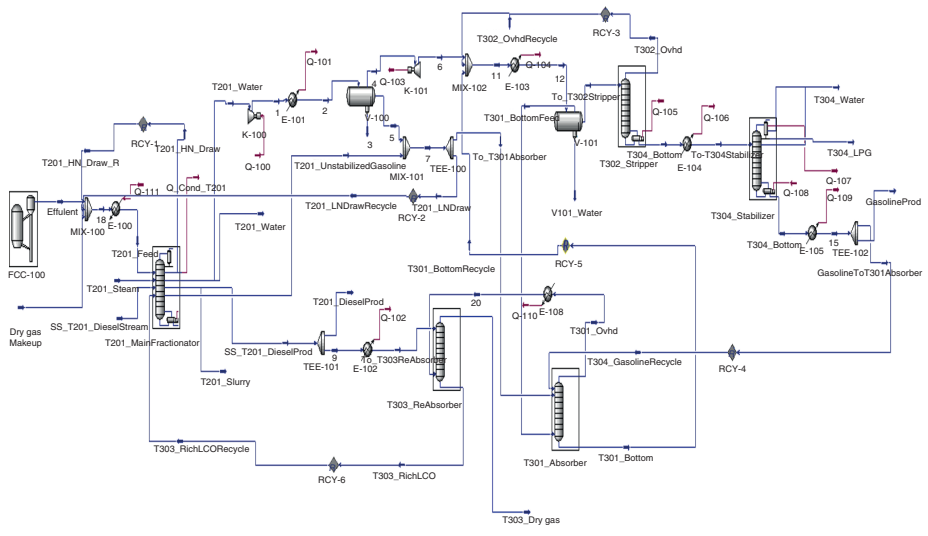 RCY-3
T302_OvhdRecycle
T302_Ovhd
Q-101
6
11
Q-104
MIX-102
E-103
12
T201_Water
Q-103
K-101
4
1
E-101
2
V-100
To_T302Stripper
T301_BottomFeed
Q-105
Q-106
T304_Water
K-100
3
5
V-101
RCY-1
T201_HN_Draw
Q-100
MIX-101
7
TEE-100
To_T301Absorber
T302_Stripper
T304_Bottom
E-104
To-T304Stabilizer
T304_LPG
T201_HN_Draw_R
T201_UnstabilizedGasoline
Q-107
Q-111
Q_Cond_T201
Q-108
Q-109
GasolineProd
Effulent
T201_LNDrawRecycle
RCY-2
T201_LNDraw
V101_Water
T304_Stabilizer
18
E-100
MIX-100
T201_Water
T304_Bottom
E-105
15
TEE-102
FCC-100
T201_Feed
RCY-5
T301_BottomRecycle
GasolineToT301Absorber
T201_Steam
T201_DieselProd
20
E-108
Q-110
Dry gas
Makeup
SS_T201_DieselStream
Q-102
T301_Ovhd
T201_MainFractionator
SS_T201_DieselProd
TEE-101
9
E-102
To_T303ReAbsorber
T304_GasolineRecycle
RCY-4
T201_Slurry
T303_ReAbsorber
T303_RichLCORecycle
T301_Absorber
T301_Bottom
RCY-6
T303_RichLCO
T303_Dry gas